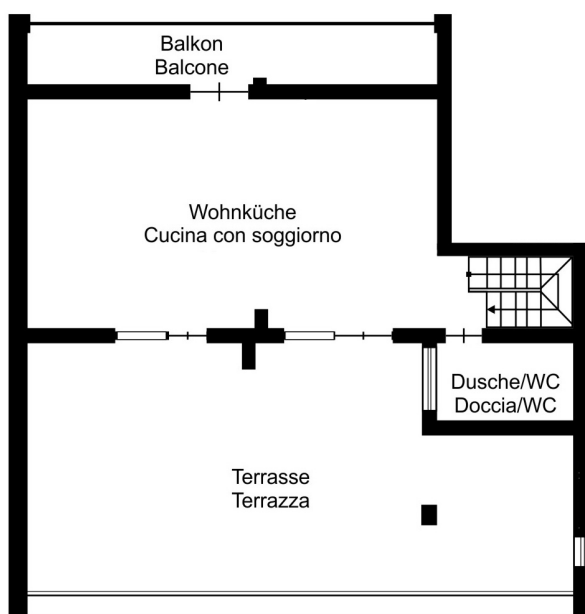 Balkon
Balcone
Wohnküche
Cucina con soggiorno
Dusche/WC
Doccia/WC
Terrasse
Terrazza